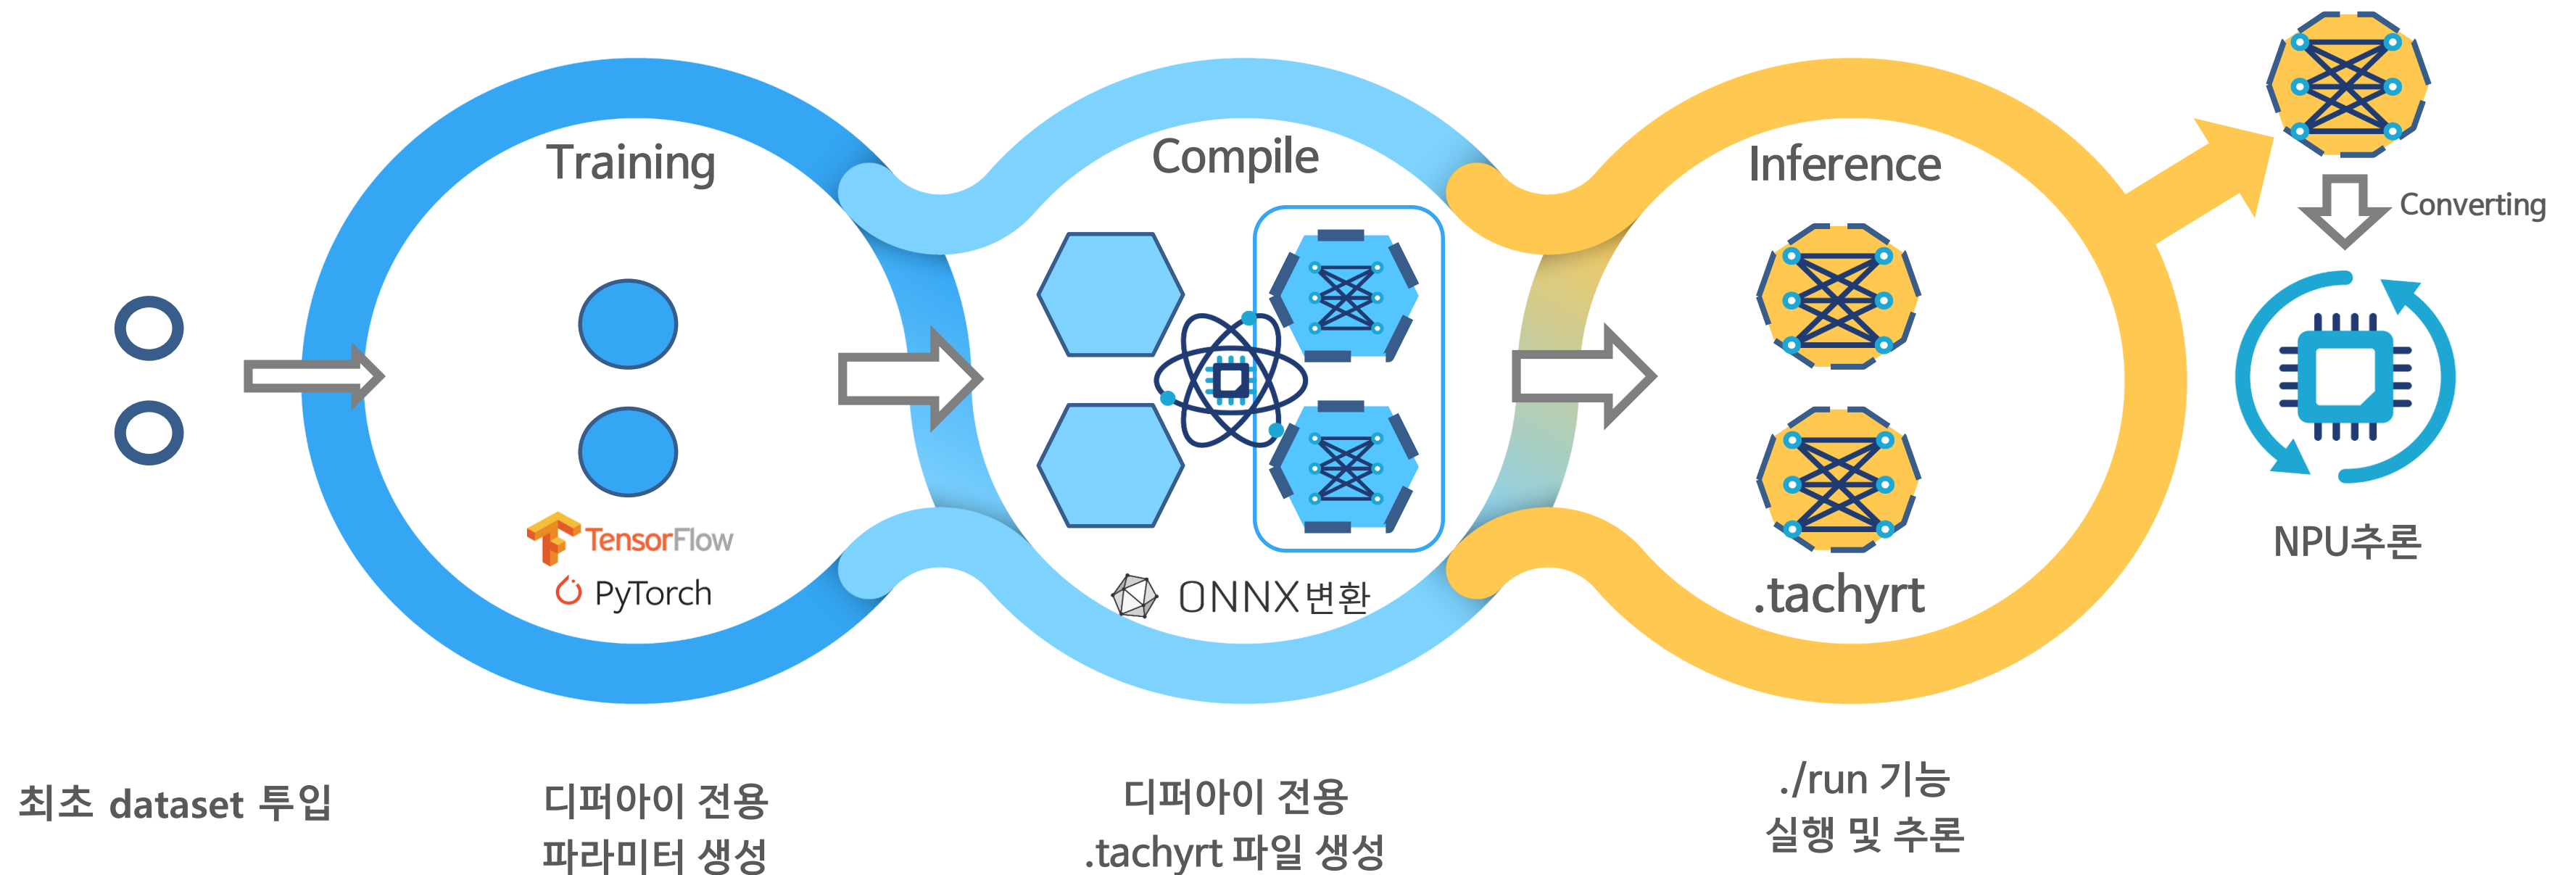 Training
TensorFlow
PyTorch
Compile
ONNX변환
Inference
.tachyrt
Converting
NPU추론
최초 dataset 투입
디퍼아이 전용
파라미터 생성
디퍼아이 전용
.tachyrt 파일 생성
./run 기능
실행 및 추론